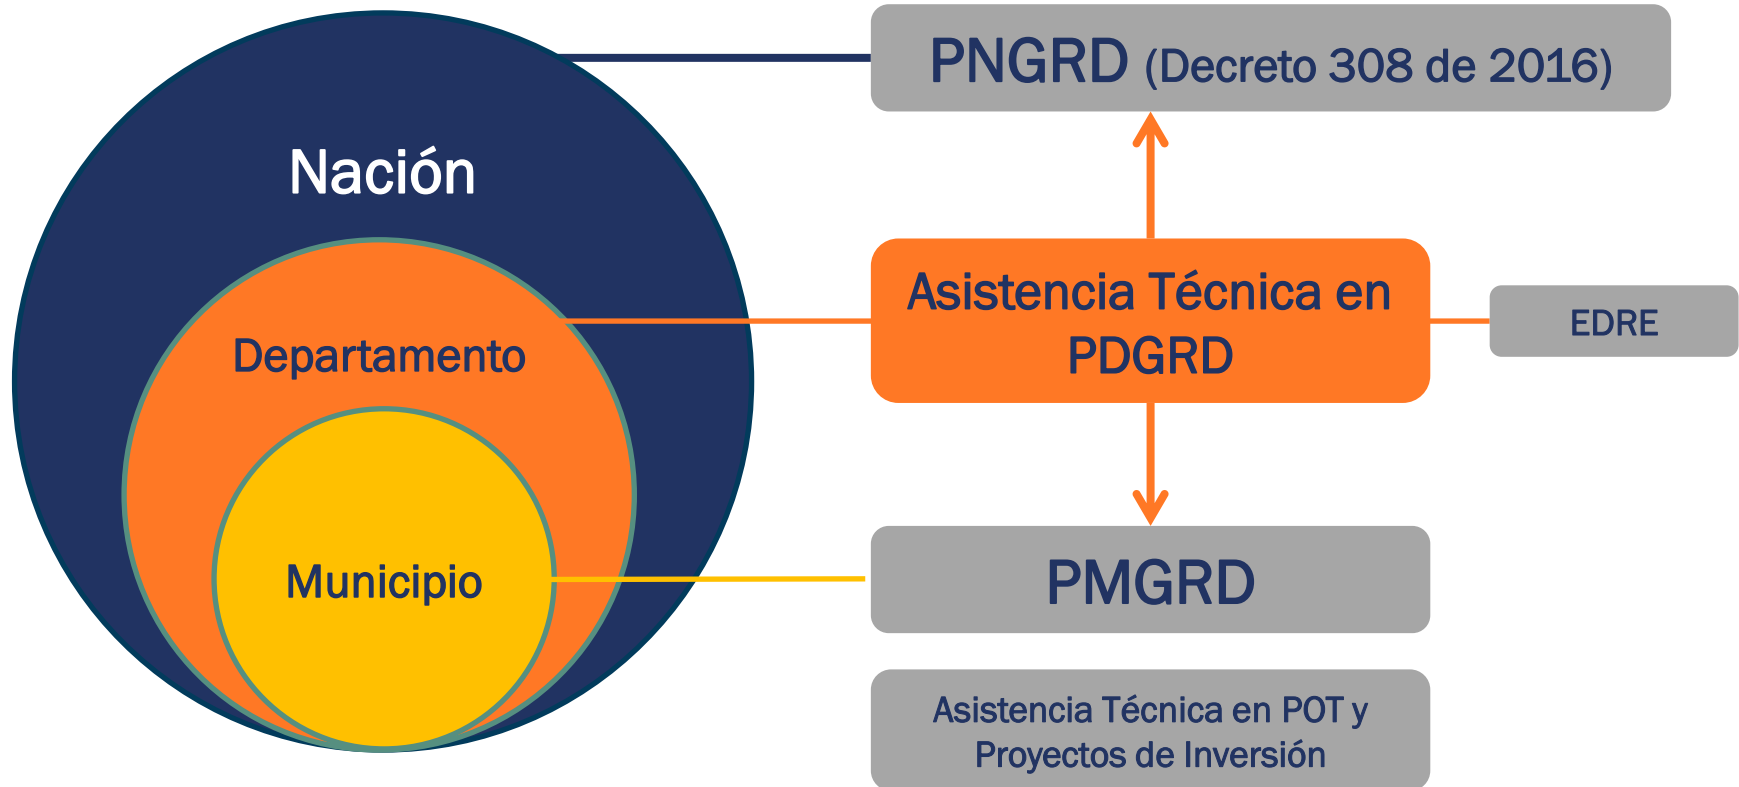 PNGRD (Decreto 308 de 2016)
Nación
Asistencia Técnica en
PDGRD
EDRE
Departamento
Municipio
PMGRD
Asistencia Técnica en POT y
Proyectos de Inversión